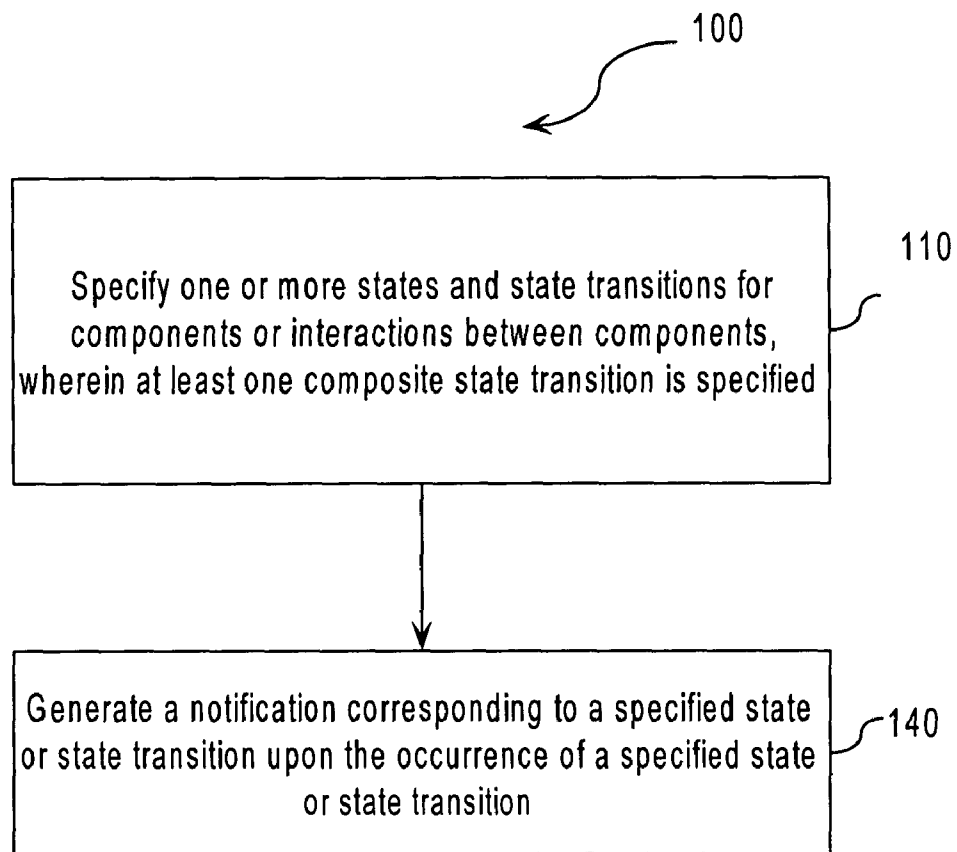 100
110
Specify one or more states and state transitions for
components or interactions between components,
wherein at least one composite state transition is specified
Generate a notification corresponding to a specified state
or state transition upon the occurrence of a specified state
or state transition
140